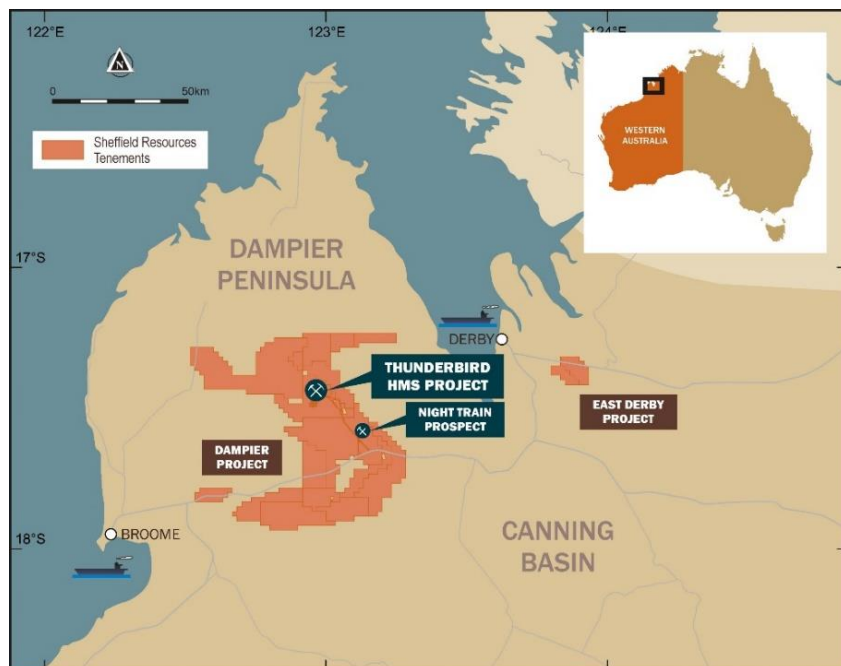 122°E
123°E
124°E
N
0
50km
Sheffield Resources
Tenements
WESTERN
AUSTRALIA
17°S
DAMPIER
PENINSULA
DERBY
THUNDERBIRD
HMS PROJECT
NIGHT TRAIN
PROSPECT
EAST DERBY
PROJECT
DAMPIER
PROJECT
18°S
BROOME
CANNING
BASIN